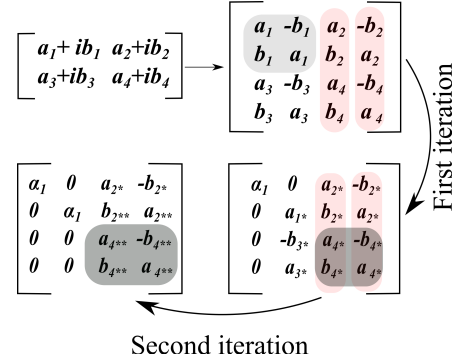 a₁+ ib₁ a₂+ib₂
a₃+ib₃ a₄+ib₄
a₁ -b₁ a₂ -b₂
b₁ a₁ b₂ a₂
a₃ -b₃ a₄ -b₄
b₃ a₃ b₄ a₄
First iteration
α₁ 0 a₂* -b₂*
0 a₁* b₂* a₂*
0 -b₃* a₄* -b₄*
0 a₃* b₄* a₄*
α₁ 0 a₂* -b₂*
0 α₁ b₂** a₂**
0 0 a₄** -b₄**
0 0 b₄** a₄**
Second iteration